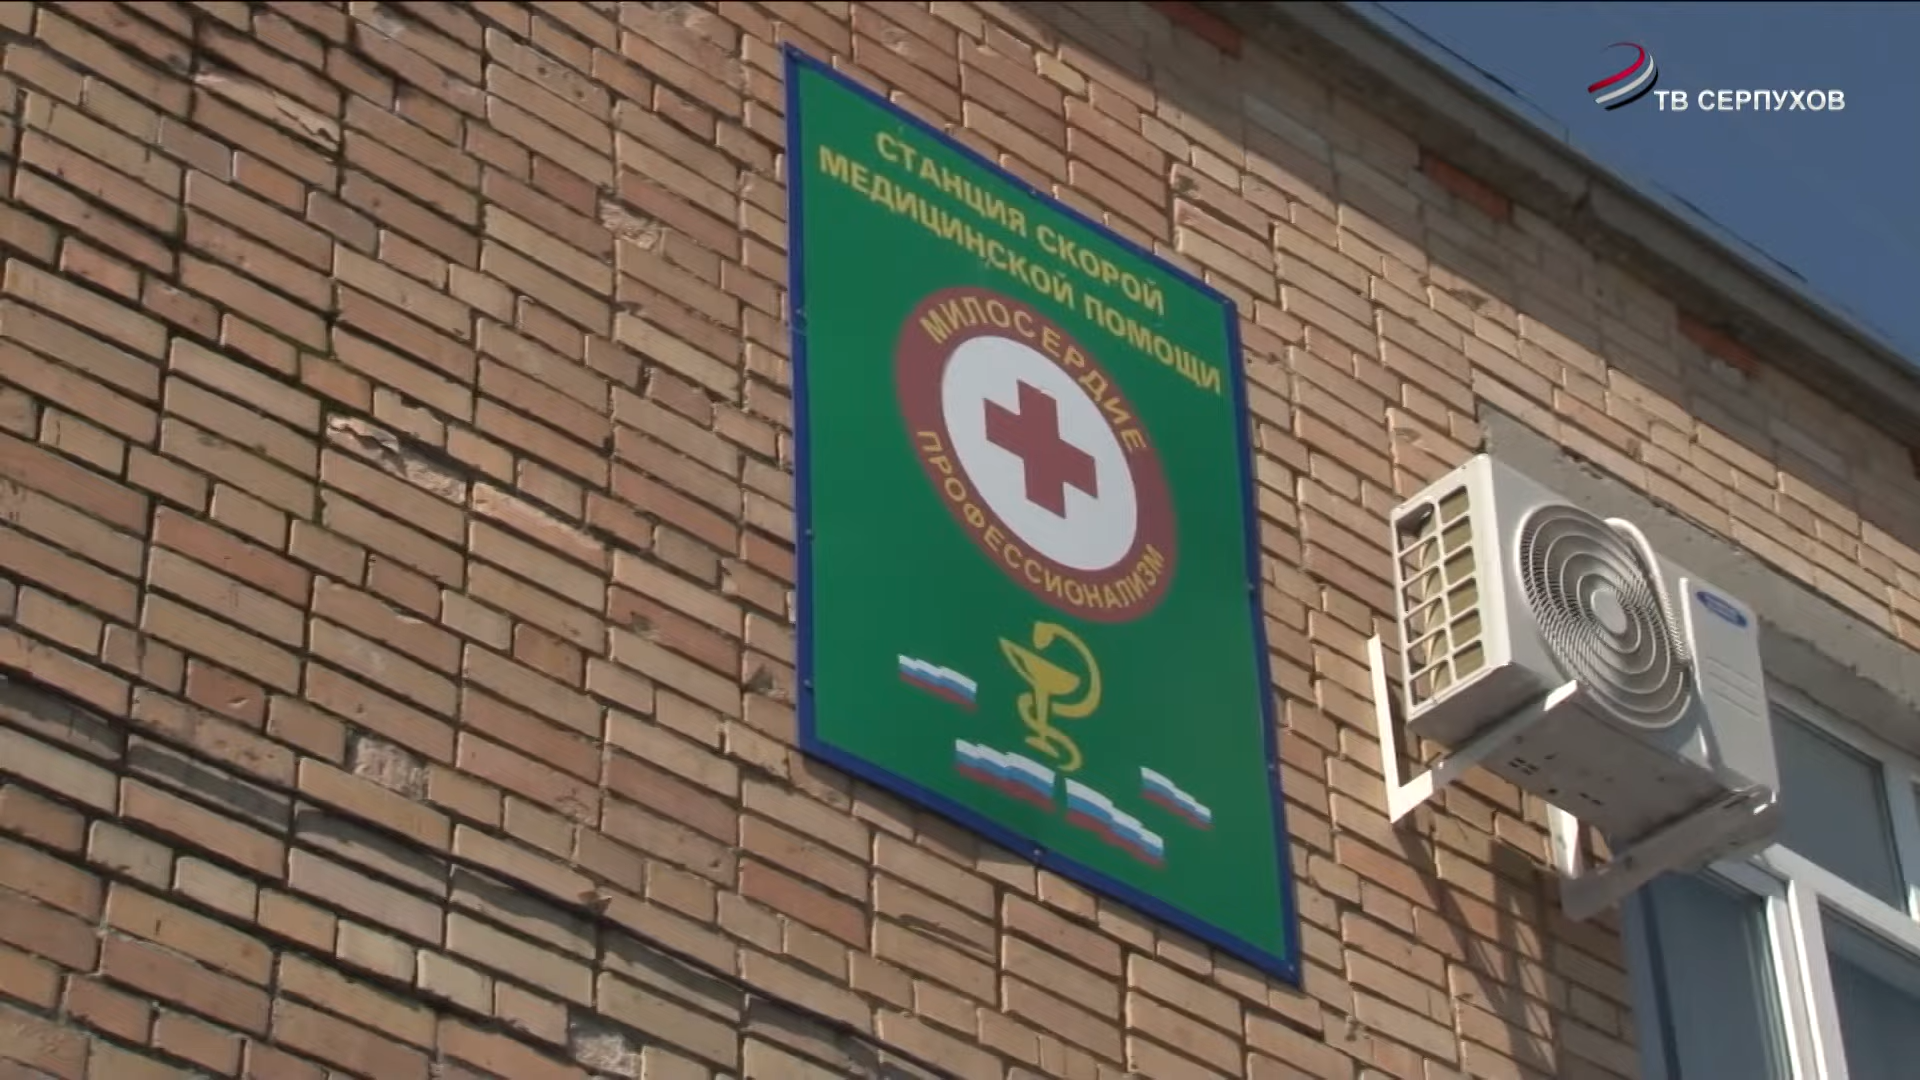 ТВ СЕРПУХОВ
СТАНЦИЯ СКОРОЙ
МЕДИЦИНСКОЙ ПОМОЩИ
МИЛОСЕРДИЕ
ПРОФЕССИОНАЛИЗМ